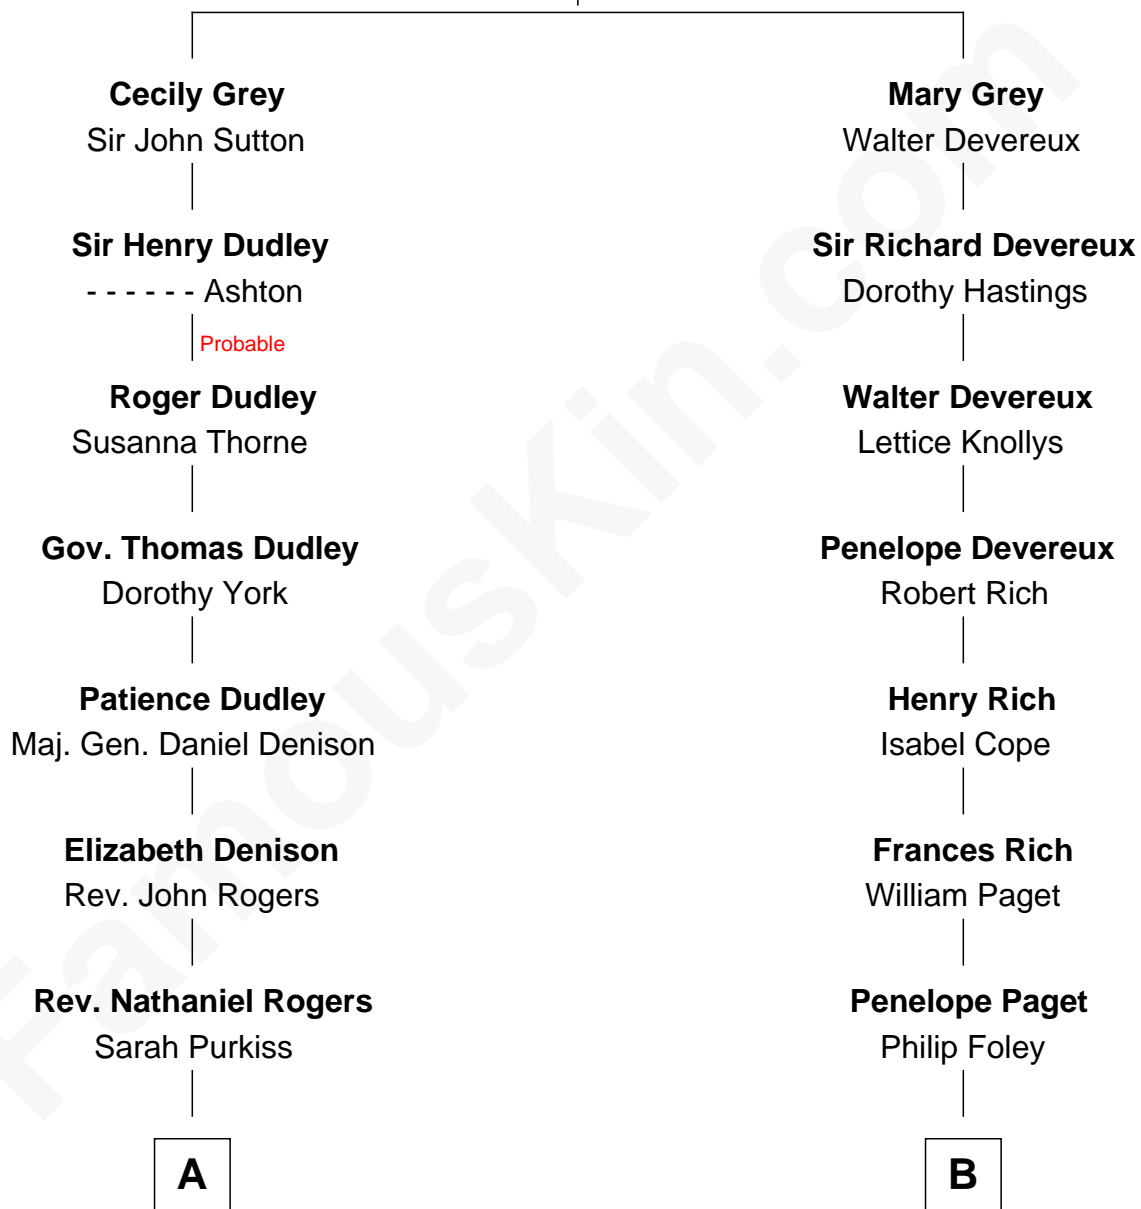 Cecily Grey
Sir John Sutton
Sir Henry Dudley
- - - - - - Ashton
Probable
Roger Dudley
Susanna Thorne
Gov. Thomas Dudley
Dorothy York
Patience Dudley
Maj. Gen. Daniel Denison
Elizabeth Denison
Rev. John Rogers
Rev. Nathaniel Rogers
Sarah Purkiss
A
Mary Grey
Walter Devereux
Sir Richard Devereux
Dorothy Hastings
Walter Devereux
Lettice Knollys
Penelope Devereux
Robert Rich
Henry Rich
Isabel Cope
Frances Rich
William Paget
Penelope Paget
Philip Foley
B
FamousKin.com